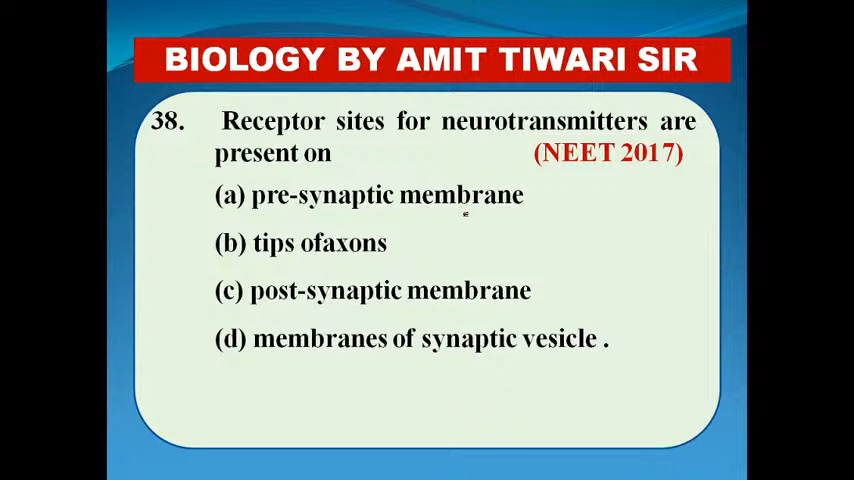 BIOLOGY BY AMIT TIWARI SIR
38. Receptor sites for neurotransmitters are
present on (NEET 2017)
(a) pre-synaptic membrane
(b) tips ofaxons
(c) post-synaptic membrane
(d) membranes of synaptic vesicle .